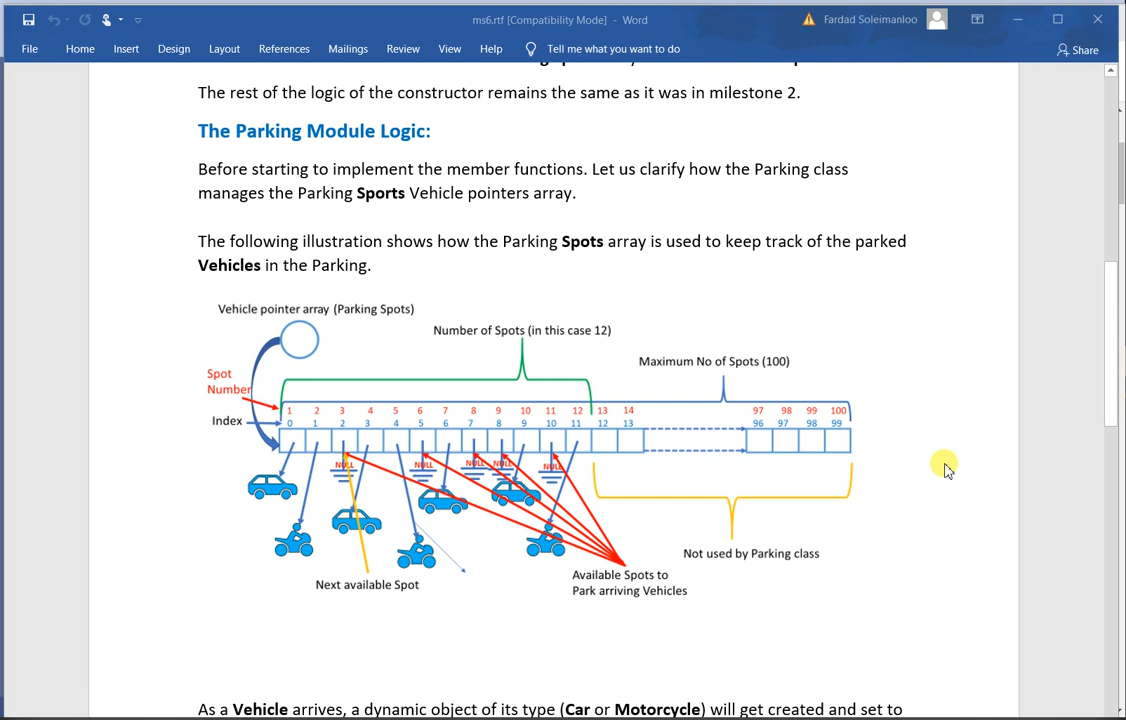 ms6.rtf [Compatibility Mode] - Word
Fardad Soleimanloo
File Home Insert Design Layout References Mailings Review View Help Tell me what you want to do Share
The rest of the logic of the constructor remains the same as it was in milestone 2.
The Parking Module Logic:
Before starting to implement the member functions. Let us clarify how the Parking class
manages the Parking Sports Vehicle pointers array.
The following illustration shows how the Parking Spots array is used to keep track of the parked
Vehicles in the Parking.
Vehicle pointer array (Parking Spots)
Number of Spots (in this case 12)
Maximum No of Spots (100)
Spot
Number
1 2 3 4 5 6 7 8 9 10 11 12 13 14 97 98 99 100
Index 0 1 2 3 4 5 6 7 8 9 10 11 12 13 96 97 98 99
NULL NULL NULL NULL NULL
Not used by Parking class
Next available Spot
Available Spots to
Park arriving Vehicles
As a Vehicle arrives, a dynamic object of its type (Car or Motorcycle) will get created and set to